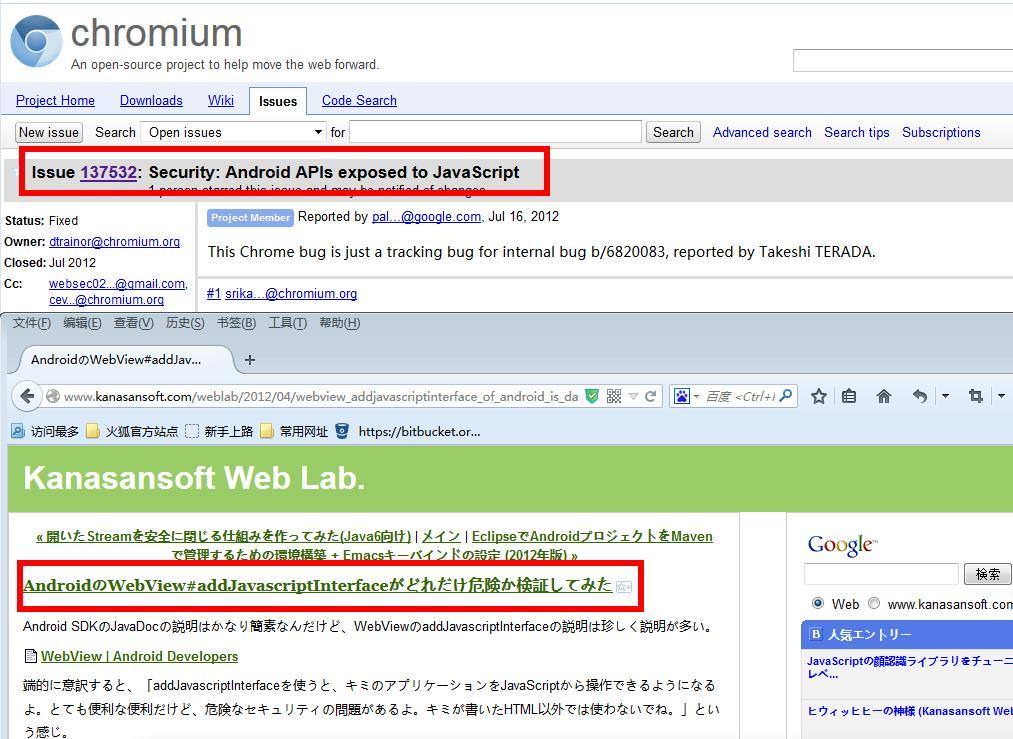 chromium
An open-source project to help move the web forward.
Project Home Downloads Wiki Issues Code Search
New issue Search Open issues for Search Advanced search Search tips Subscriptions
Issue 137532: Security: Android APIs exposed to JavaScript
1 person starred this issue and may be notified of changes.
Status: Fixed
Owner: dtrainor@chromium.org
Closed: Jul 2012
Cc: websec02...@gmail.com,
cev...@chromium.org
Project Member Reported by pal...@google.com, Jul 16, 2012
This Chrome bug is just a tracking bug for internal bug b/6820083, reported by Takeshi TERADA.
#1 srika...@chromium.org
文件(F) 编辑(E) 查看(V) 历史(S) 书签(B) 工具(T) 帮助(H)
AndroidのWebView#addJav... +
www.kanasansoft.com/weblab/2012/04/webview_addjavascriptinterface_of_android_is_da 百度 <Ctrl+
访问最多 火狐官方站点 新手上路 常用网址 https://bitbucket.or...
Kanasansoft Web Lab.
« 開いたStreamを安全に閉じる仕組みを作ってみた(Java6向け) | メイン | EclipseでAndroidプロジェクトをMaven
で管理するための環境構築 + Emacsキーバインドの設定 (2012年版) »
AndroidのWebView#addJavascriptInterfaceがどれだけ危険か検証してみた
Android SDKのJavaDocの説明はかなり簡素なんだけど、WebViewのaddJavascriptInterfaceの説明は珍しく説明が多い。
WebView | Android Developers
端的に意訳すると、「addJavascriptInterfaceを使うと、キミのアプリケーションをJavaScriptから操作できるようになる
よ。とても便利な便利だけど、危険なセキュリティの問題があるよ。キミが書いたHTML以外では使わないでね。」とい
う感じ。
Google
検索
Web www.kanasansoft.com
B 人気エントリー
JavaScriptの顔認識ライブラリをチューニ
レベ...
ヒウィッヒヒーの神様 (Kanasansoft Web